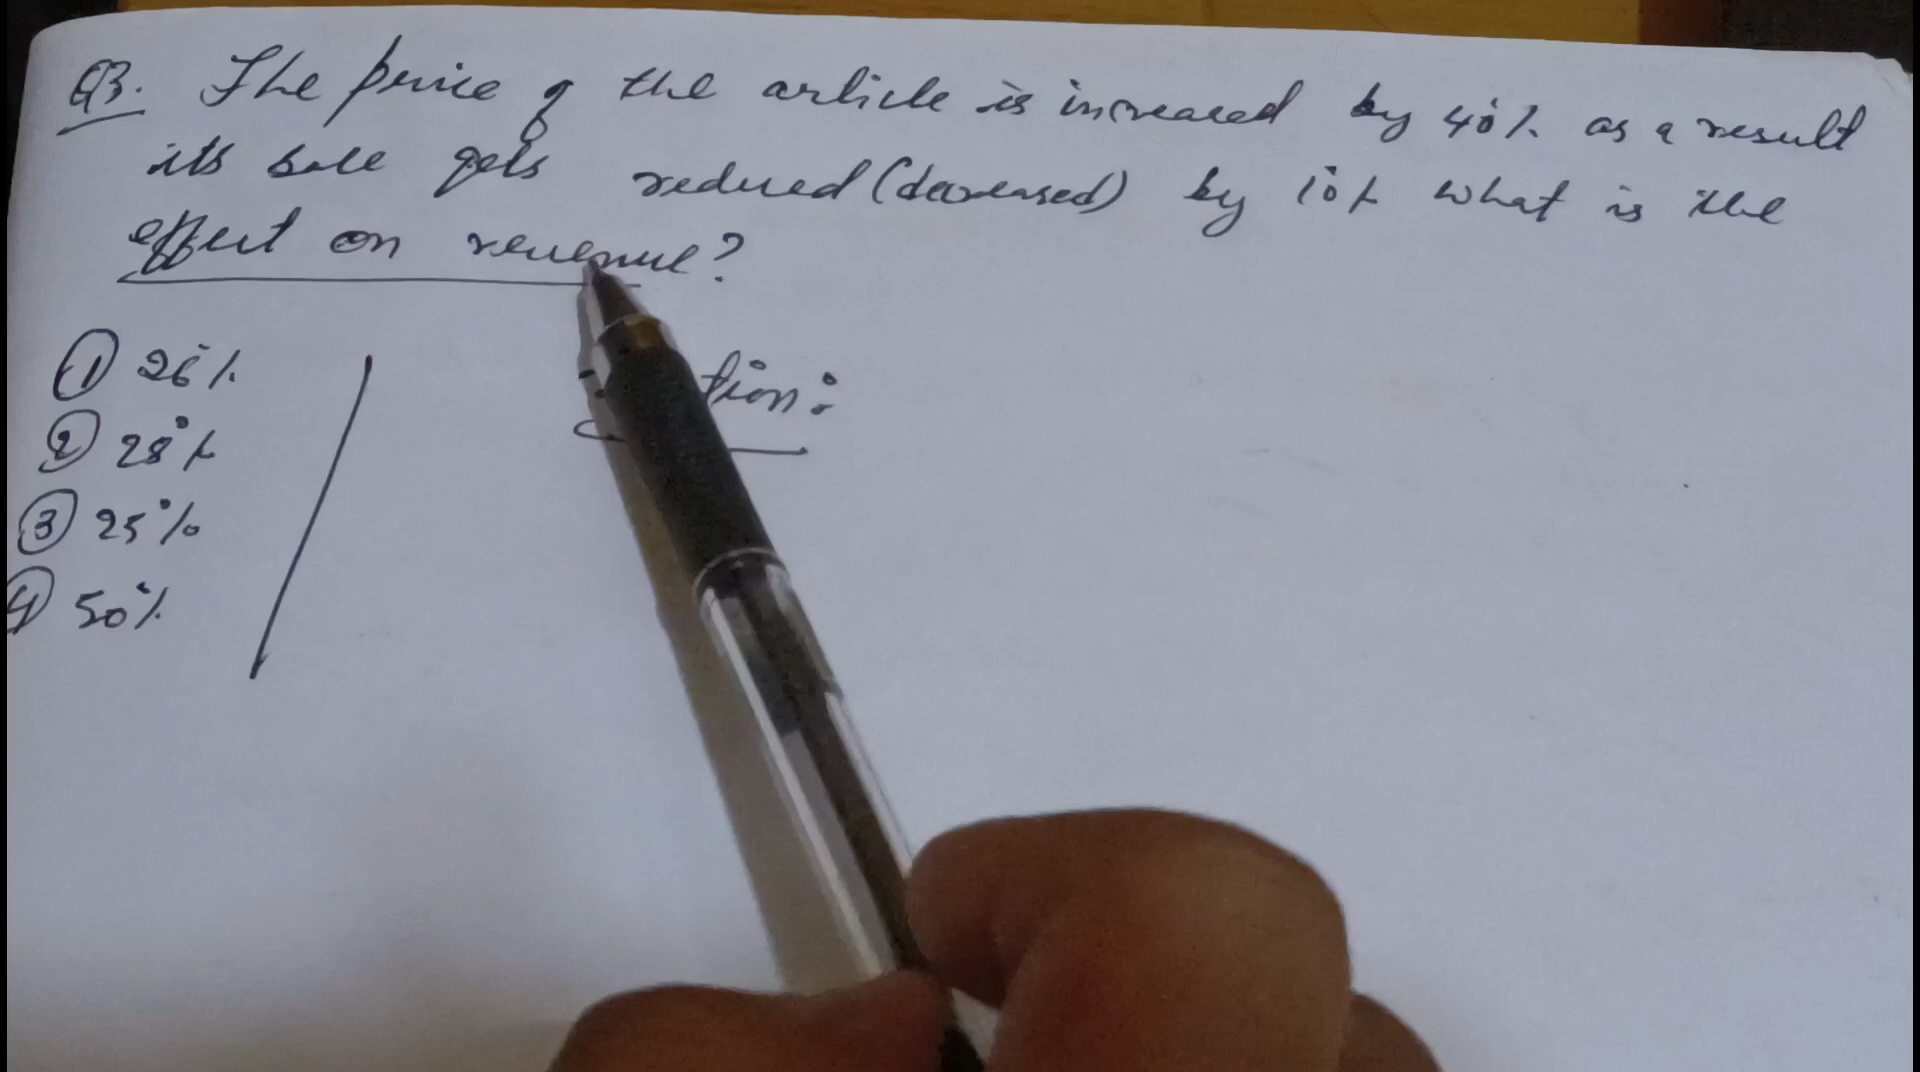 Q3. The price of the article is increased by 40% as a result
its sale gets reduced (decreased) by 10% what is the
effect on revenue?
① 26%
② 28%
③ 25%
④ 50%
tion: